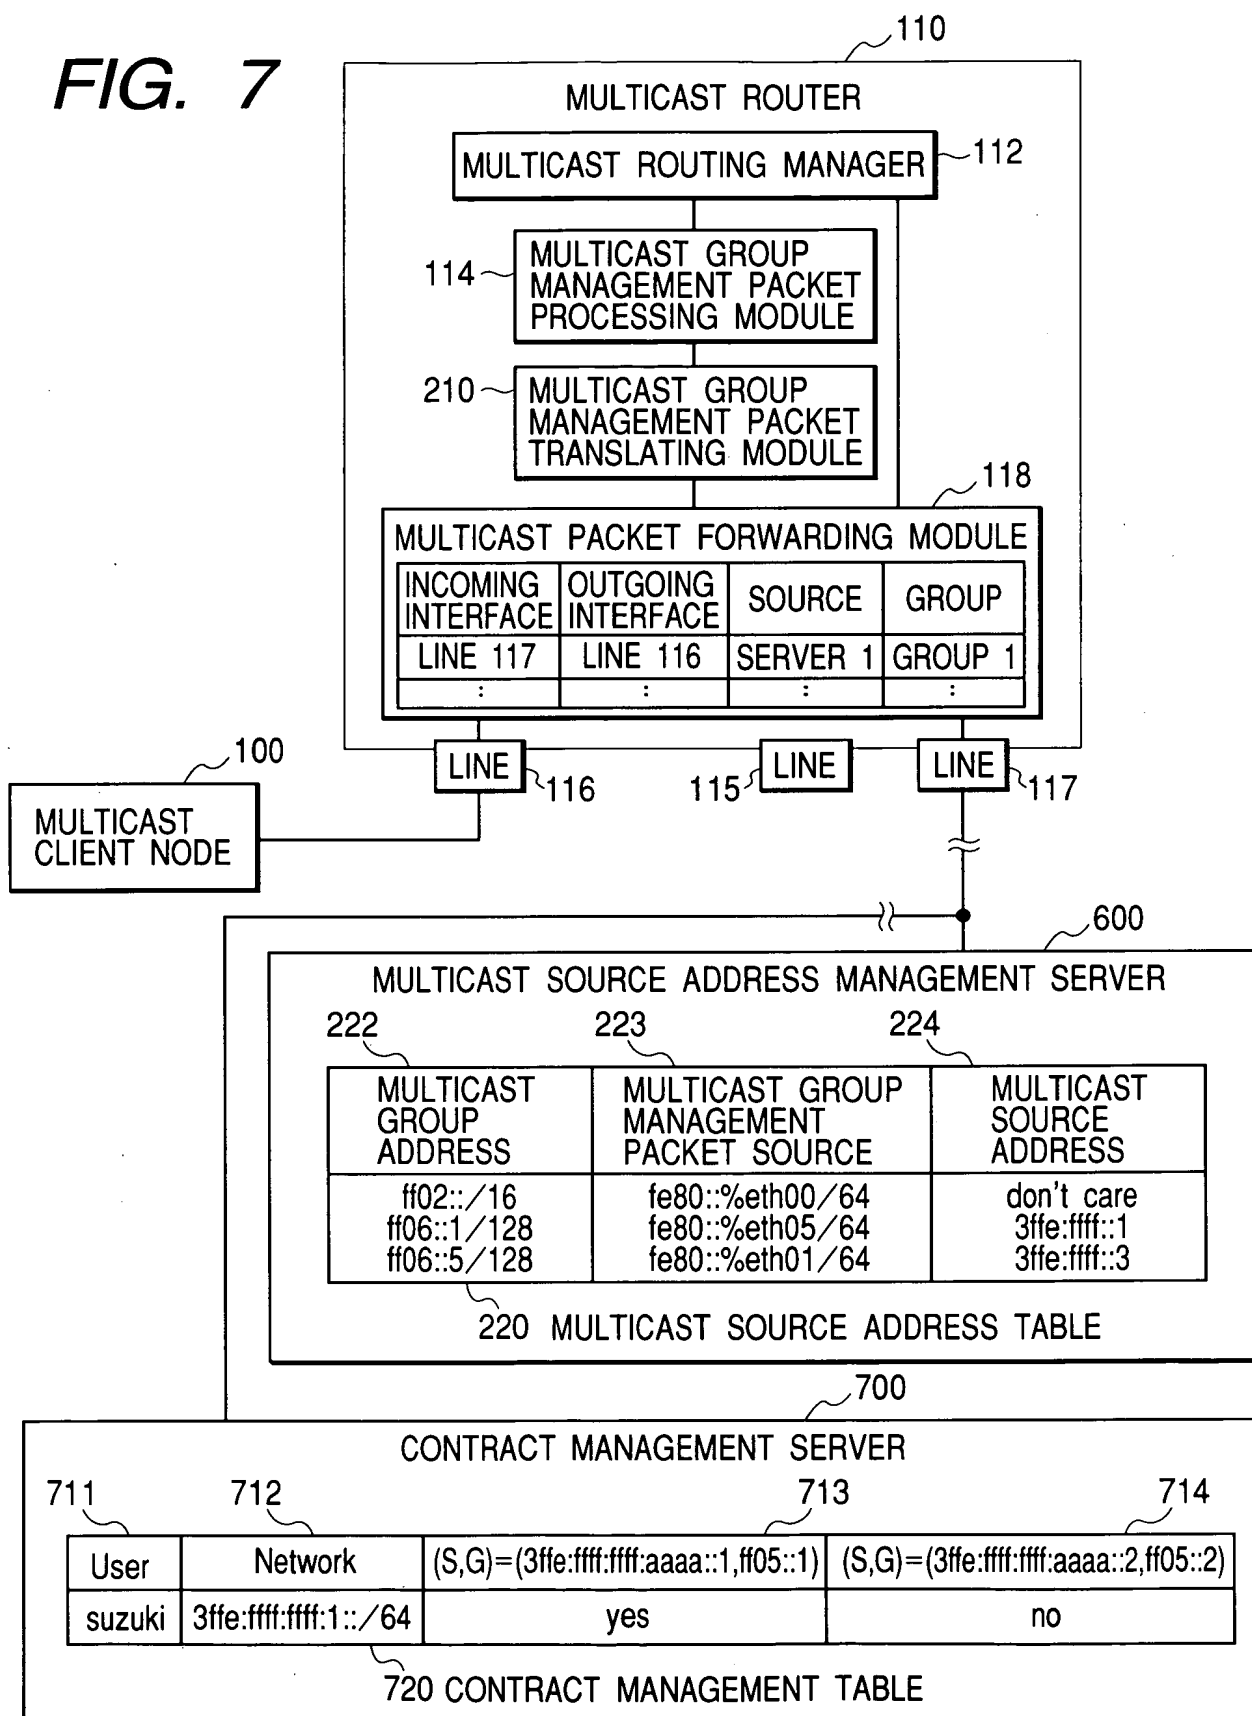 FIG. 7
110
MULTICAST ROUTER
MULTICAST ROUTING MANAGER
112
114
MULTICAST GROUP
MANAGEMENT PACKET
PROCESSING MODULE
210
MULTICAST GROUP
MANAGEMENT PACKET
TRANSLATING MODULE
118
MULTICAST PACKET FORWARDING MODULE
INCOMING INTERFACE OUTGOING INTERFACE SOURCE GROUP
LINE 117 LINE 116 SERVER 1 GROUP 1
: : : :
100
LINE
116
115
LINE
LINE
117
MULTICAST
CLIENT NODE
600
MULTICAST SOURCE ADDRESS MANAGEMENT SERVER
222 223 224
MULTICAST GROUP ADDRESS MULTICAST GROUP MANAGEMENT PACKET SOURCE MULTICAST SOURCE ADDRESS
ff02::/16 fe80::%eth00/64 don't care
ff06::1/128 fe80::%eth05/64 3ffe:ffff::1
ff06::5/128 fe80::%eth01/64 3ffe:ffff::3
220 MULTICAST SOURCE ADDRESS TABLE
700
CONTRACT MANAGEMENT SERVER
711 712 713 714
User Network (S,G)=(3ffe:ffff:ffff:aaaa::1,ff05::1) (S,G)=(3ffe:ffff:ffff:aaaa::2,ff05::2)
suzuki 3ffe:ffff:ffff:1::/64 yes no
720 CONTRACT MANAGEMENT TABLE